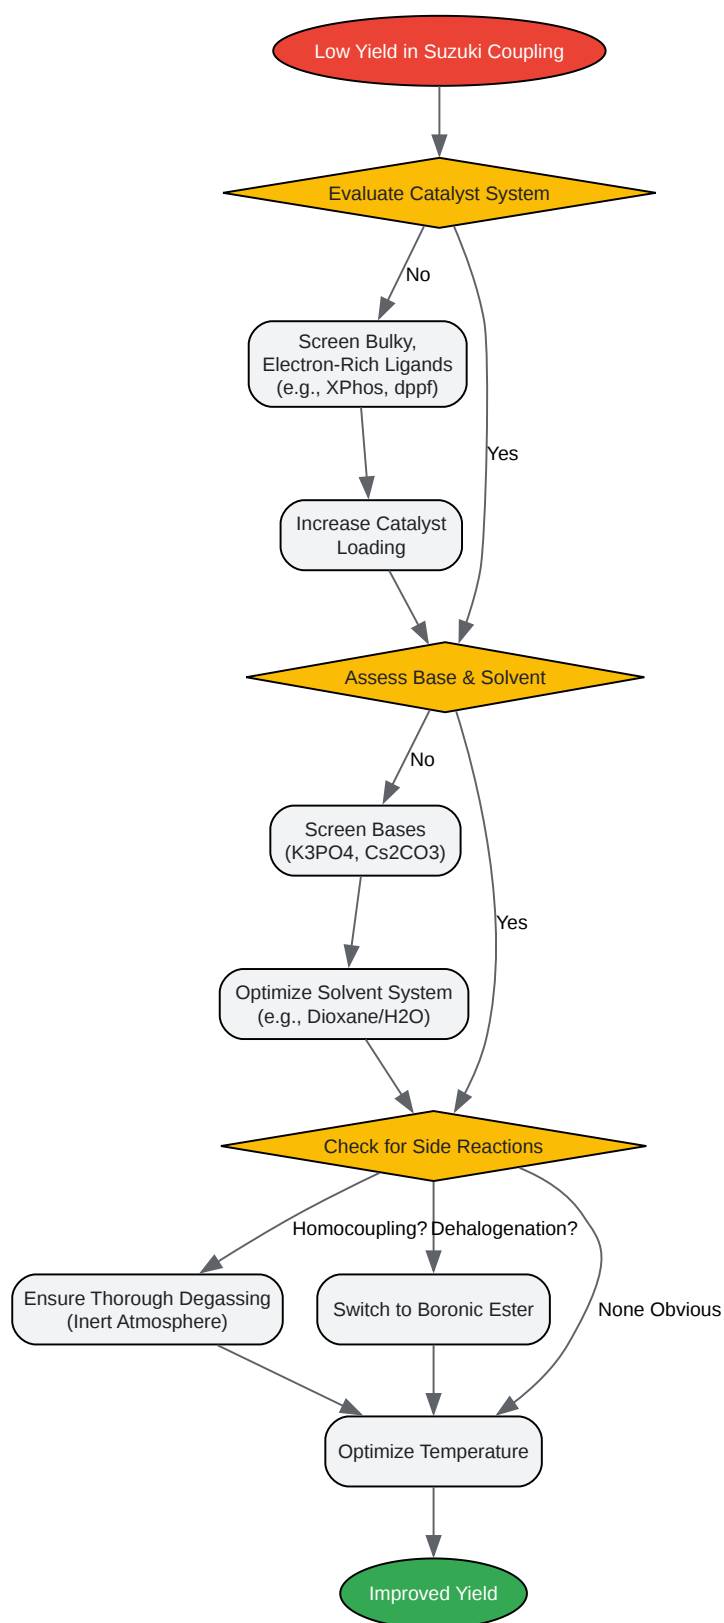 Low Yield in Suzuki Coupling
Evaluate Catalyst System
No
Screen Bulky,
Electron-Rich Ligands
(e.g., XPhos, dppf)
Yes
Increase Catalyst
Loading
Assess Base & Solvent
No
Screen Bases
(K3PO4, Cs2CO3)
Yes
Optimize Solvent System
(e.g., Dioxane/H2O)
Check for Side Reactions
Homocoupling?
Dehalogenation?
Ensure Thorough Degassing
(Inert Atmosphere)
Switch to Boronic Ester
None Obvious
Optimize Temperature
Improved Yield